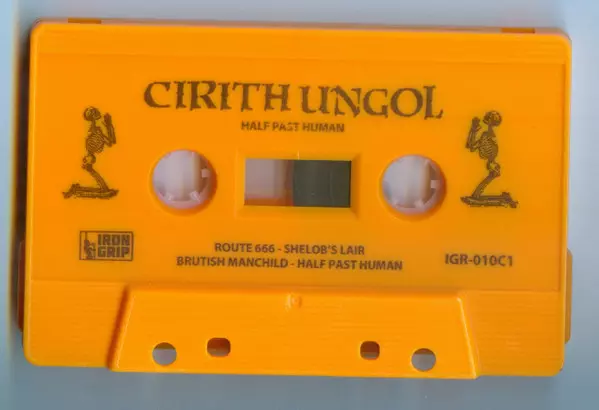 CIRITH UNGOL
HALF PAST HUMAN
IRON
GRIP
ROUTE 666 - SHELOB'S LAIR
BRUTISH MANCHILD - HALF PAST HUMAN
IGR-010C1